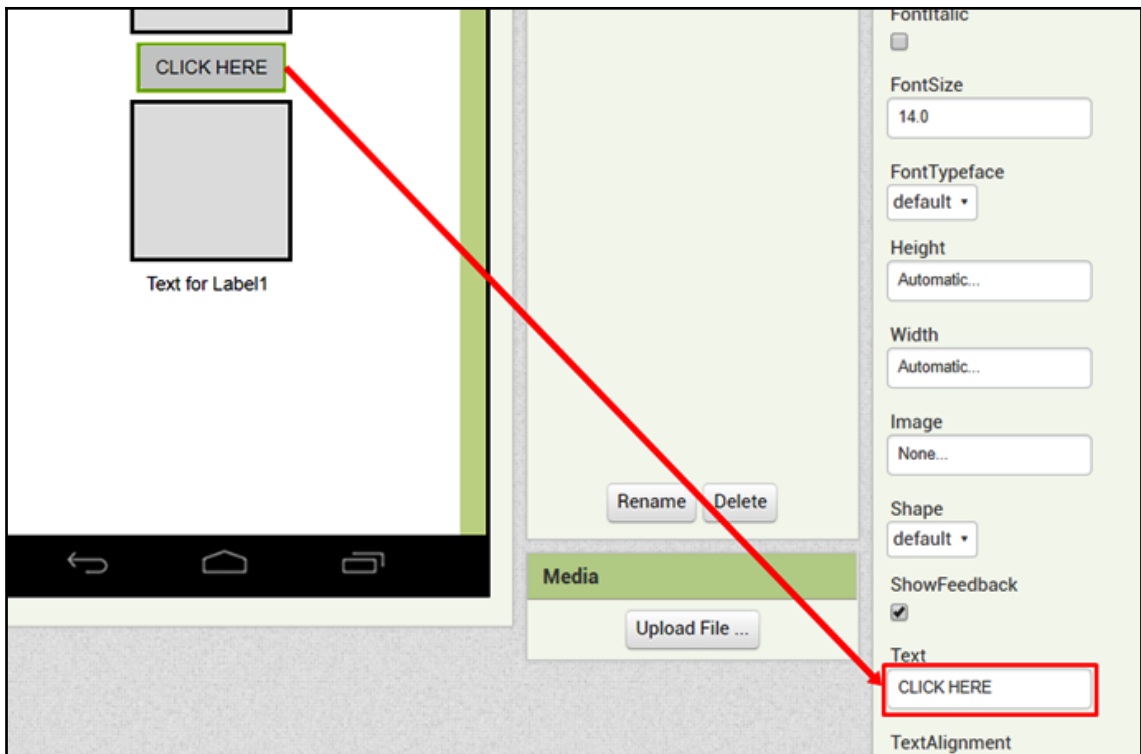 CLICK HERE
Text for Label1
Rename
Delete
Media
Upload File ...
FontItalic
FontSize
14.0
FontTypeface
default
Height
Automatic...
Width
Automatic...
Image
None...
Shape
default
ShowFeedback
Text
CLICK HERE
TextAlignment